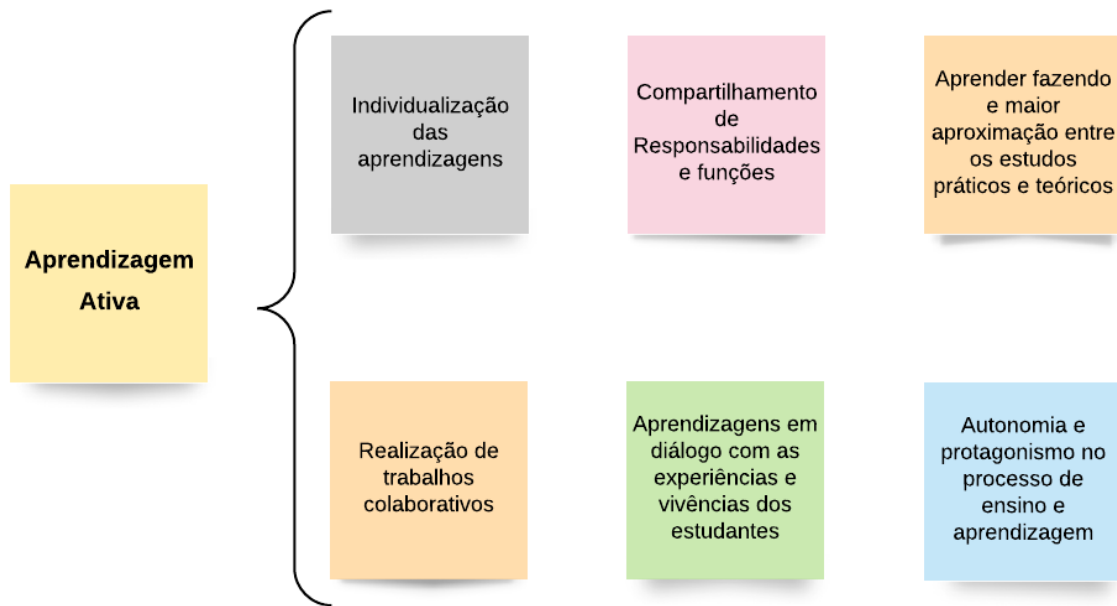 Aprendizagem
Ativa
Individualização
das
aprendizagens
Compartilhamento
de
Responsabilidades
e funções
Aprender fazendo
e maior
aproximação entre
os estudos
práticos e teóricos
Realização de
trabalhos
colaborativos
Aprendizagens em
diálogo com as
experiências e
vivências dos
estudantes
Autonomia e
protagonismo no
processo de
ensino e
aprendizagem